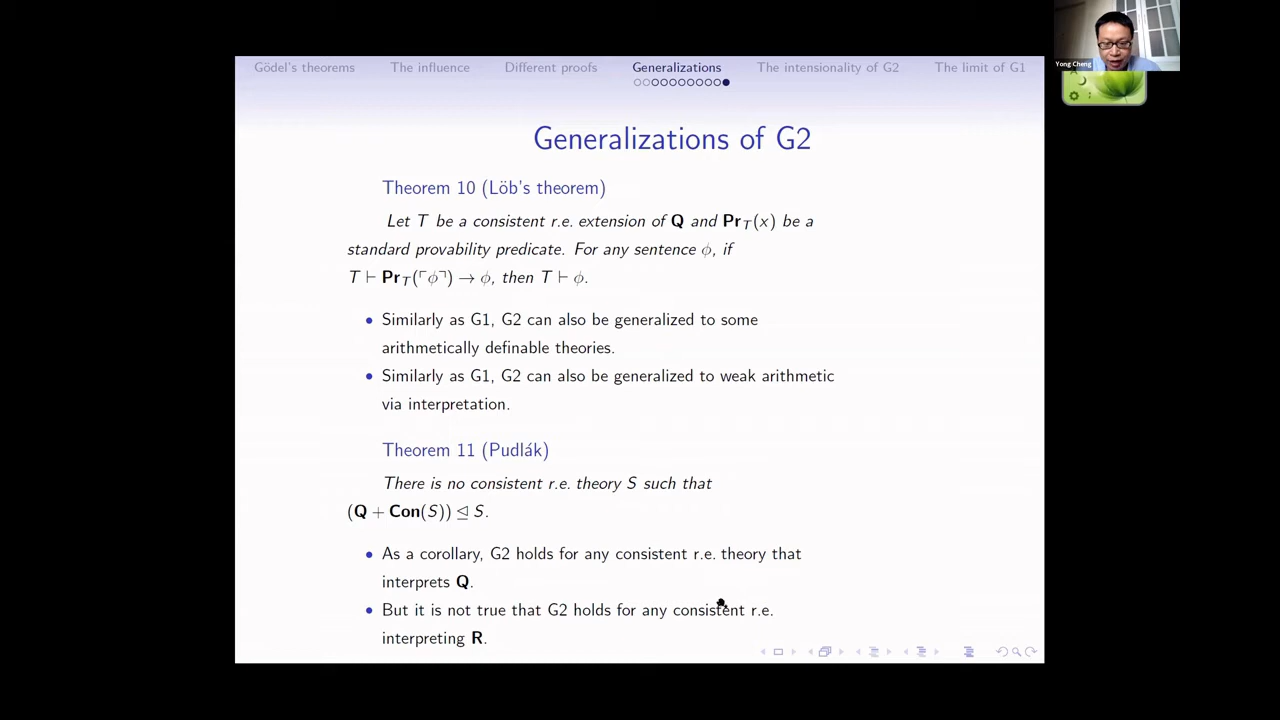 Gödel's theorems The influence Different proofs Generalizations The intensionality of G2 The limit of G1
Yong Cheng
Generalizations of G2
Theorem 10 (Löb's theorem)
Let T be a consistent r.e. extension of Q and Pr_T(x) be a
standard provability predicate. For any sentence ϕ, if
T ⊢ Pr_T(⌜ϕ⌝) → ϕ, then T ⊢ ϕ.
• Similarly as G1, G2 can also be generalized to some
arithmetically definable theories.
• Similarly as G1, G2 can also be generalized to weak arithmetic
via interpretation.
Theorem 11 (Pudlák)
There is no consistent r.e. theory S such that
(Q + Con(S)) ⊴ S.
• As a corollary, G2 holds for any consistent r.e. theory that
interprets Q.
• But it is not true that G2 holds for any consistent r.e.
interpreting R.